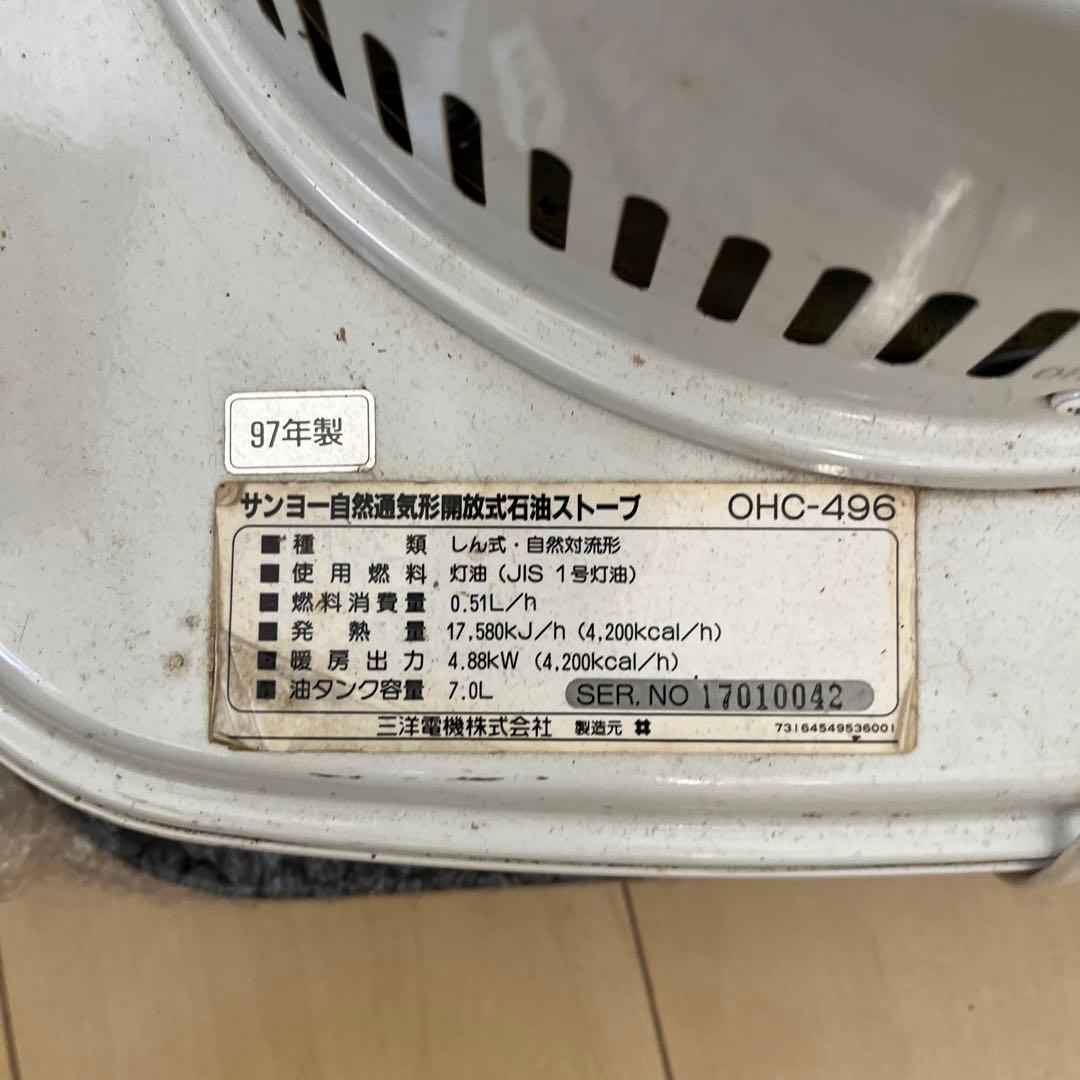 97年製
サンヨー自然通気形開放式石油ストーブ OHC-496
■種類 しん式・自然対流形
■使用燃料 灯油(JIS 1号灯油)
■燃料消費量 0.51L/h
■発熱量 17,580kJ/h (4,200kcal/h)
■暖房出力 4.88kW (4,200kcal/h)
■油タンク容量 7.0L SER. NO 17010042
三洋電機株式会社 製造元
73164549536001